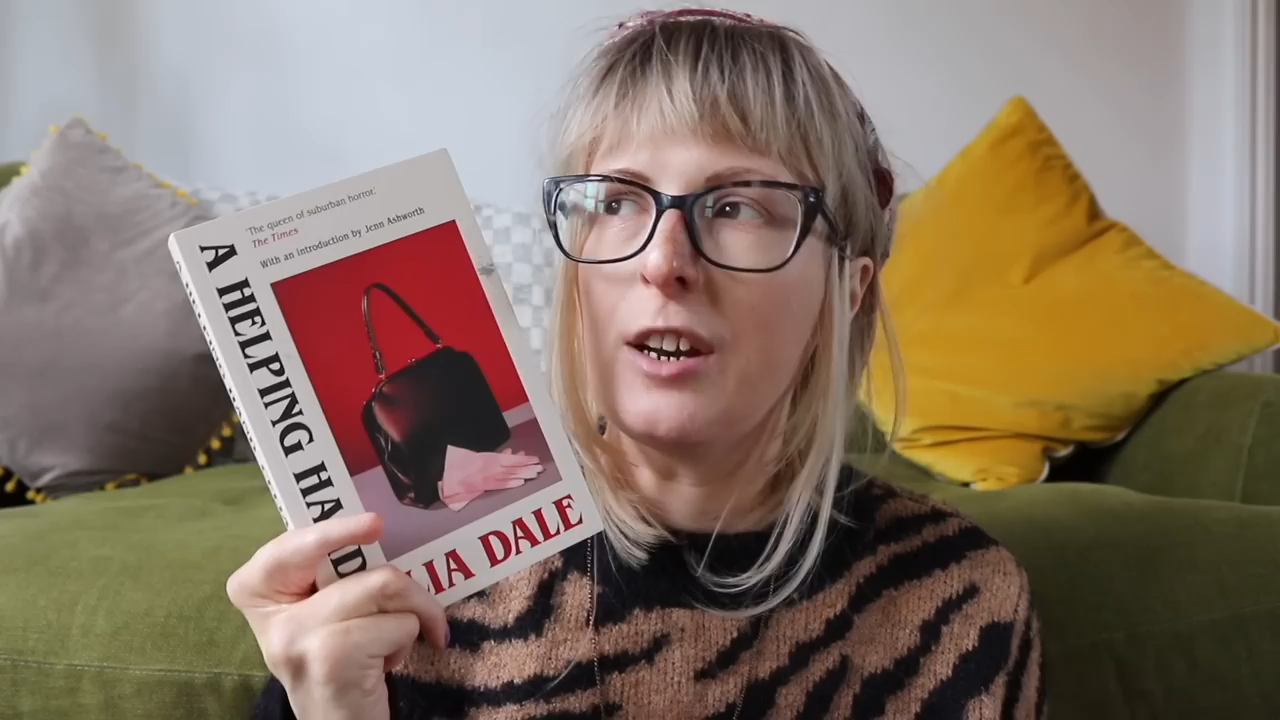 'The queen of suburban horror.'
The Times
With an introduction by Jenn Ashworth
A HELPING HA D
LIA DALE